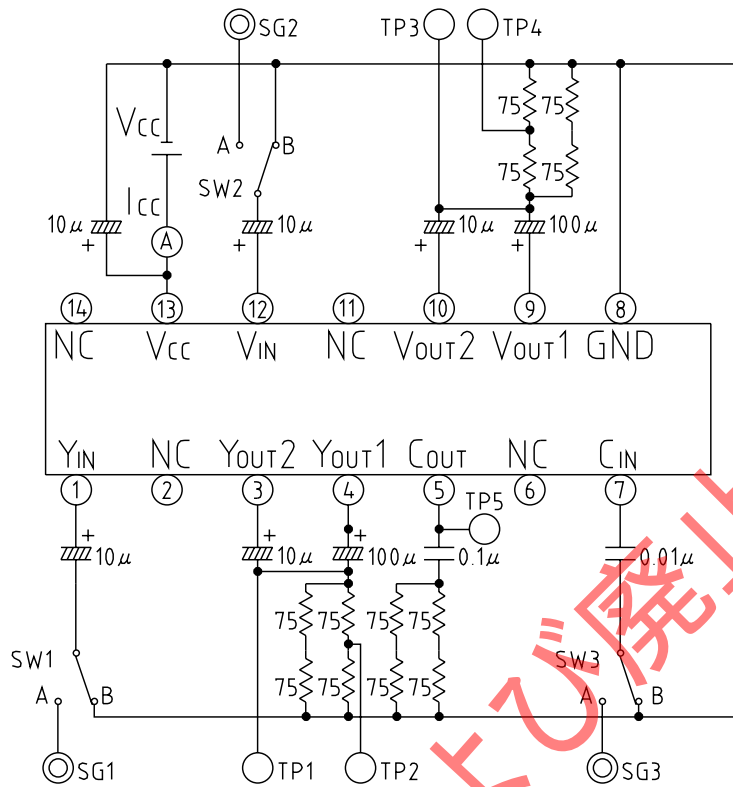 SG2 TP3 TP4
75 75
VCC
A B
75 75
SW2
ICC
10μ + A + 10μ + 10μ + 100μ
14 13 12 11 10 9 8
NC VCC VIN NC VOUT2 VOUT1 GND
YIN NC YOUT2 YOUT1 COUT NC CIN
1 2 3 4 5 6 7
TP5
+ 10μ + 10μ + 100μ 0.1μ 0.01μ
75 75 75 75
SW1 SW3
75 75 75 75
A B A B
SG1 TP1 TP2 SG3
よび廃止